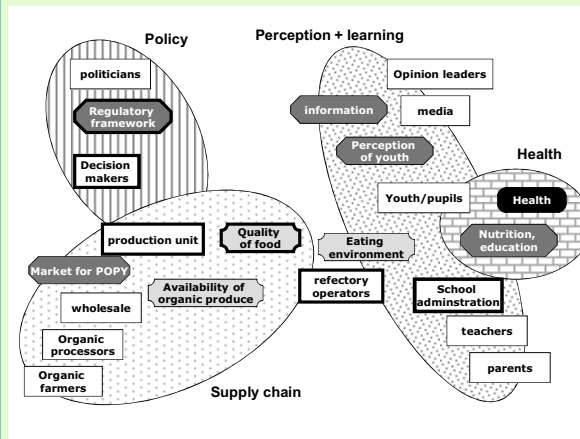 Policy
politicians
Regulatory
framework
Decision
makers
Perception + learning
Opinion leaders
information
media
Perception
of youth
Health
Youth/pupils
Health
Nutrition,
education
production unit
Quality
of food
Eating
environment
Market for POPY
Availability of
organic produce
refectory
operators
School
adminstration
wholesale
teachers
Organic
processors
parents
Organic
farmers
Supply chain